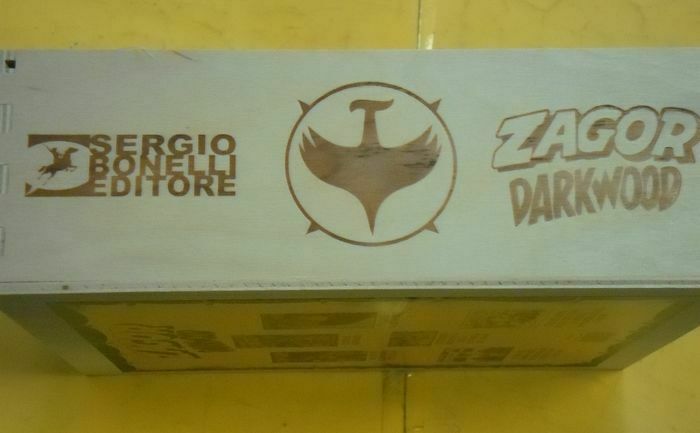 SERGIO
BONELLI
EDITORE
ZAGOR
DARKWOOD